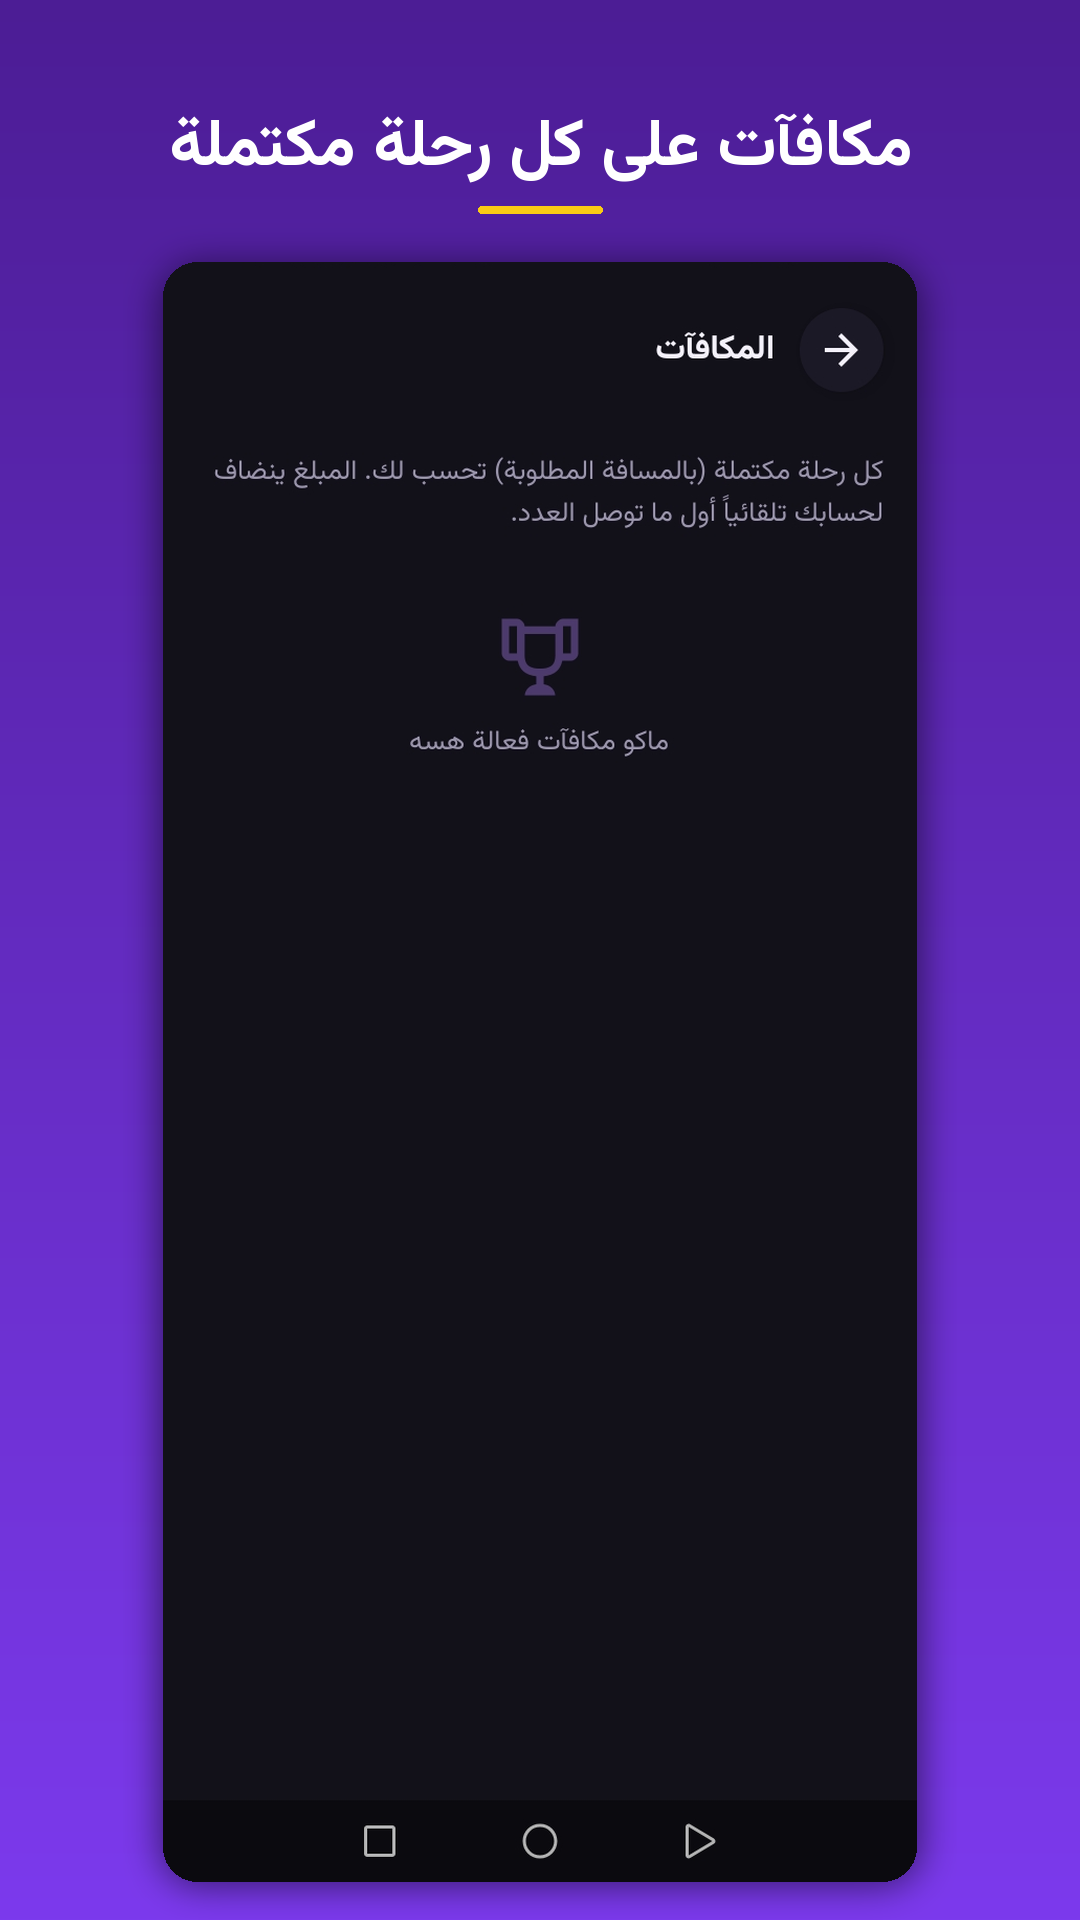 مكافآت على كل رحلة مكتملة
المكافآت
كل رحلة مكتملة (بالمسافة المطلوبة) تحسب لك. المبلغ ينضاف
لحسابك تلقائياً أول ما توصل العدد.
ماكو مكافآت فعالة هسه